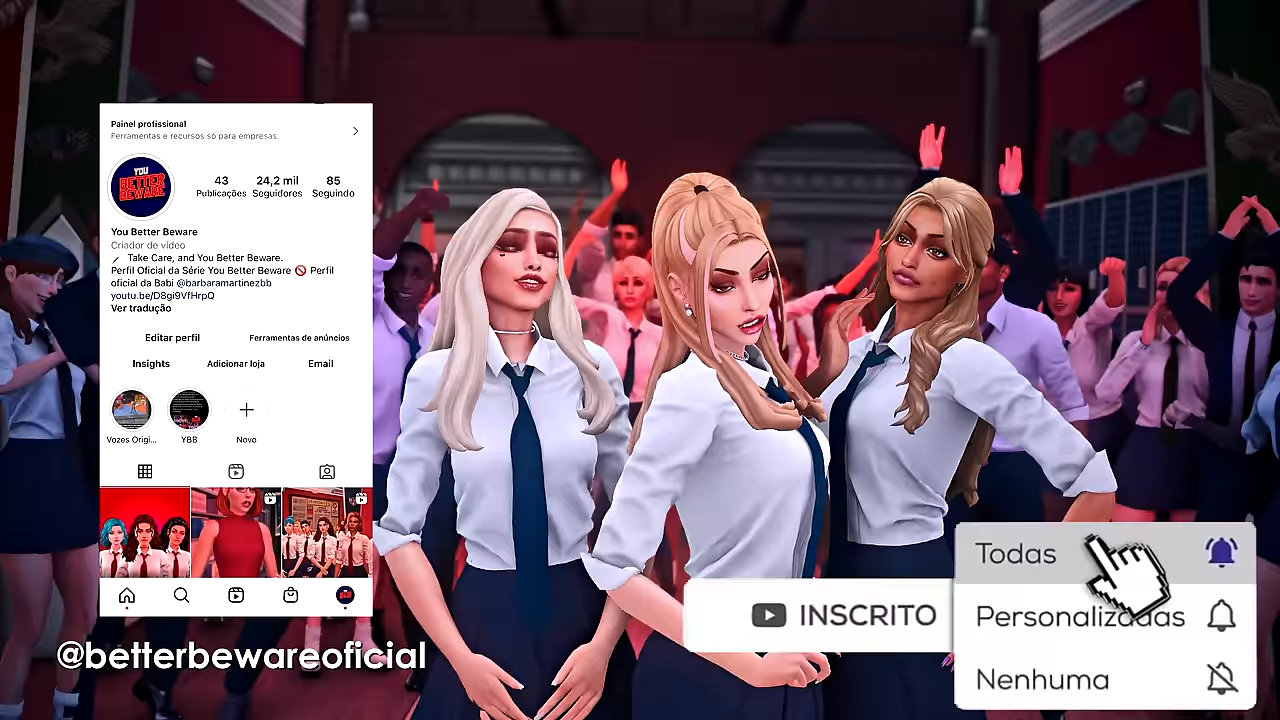 Painel profissional
Ferramentas e recursos só para empresas.
YOU
BETTER
BEWARE
43
24,2 mil
85
Publicações
Seguidores
Seguindo
You Better Beware
Criador de vídeo
Take Care, and You Better Beware.
Perfil Oficial da Série You Better Beware 🚫 Perfil
oficial da Babi @barbaramartinezbb
youtu.be/D8gi9VfHrpQ
Ver tradução
Editar perfil
Ferramentas de anúncios
Insights
Adicionar loja
Email
Vozes Origi...
YBB
Novo
@betterbewareoficial
INSCRITO
Todas
Personalizadas
Nenhuma